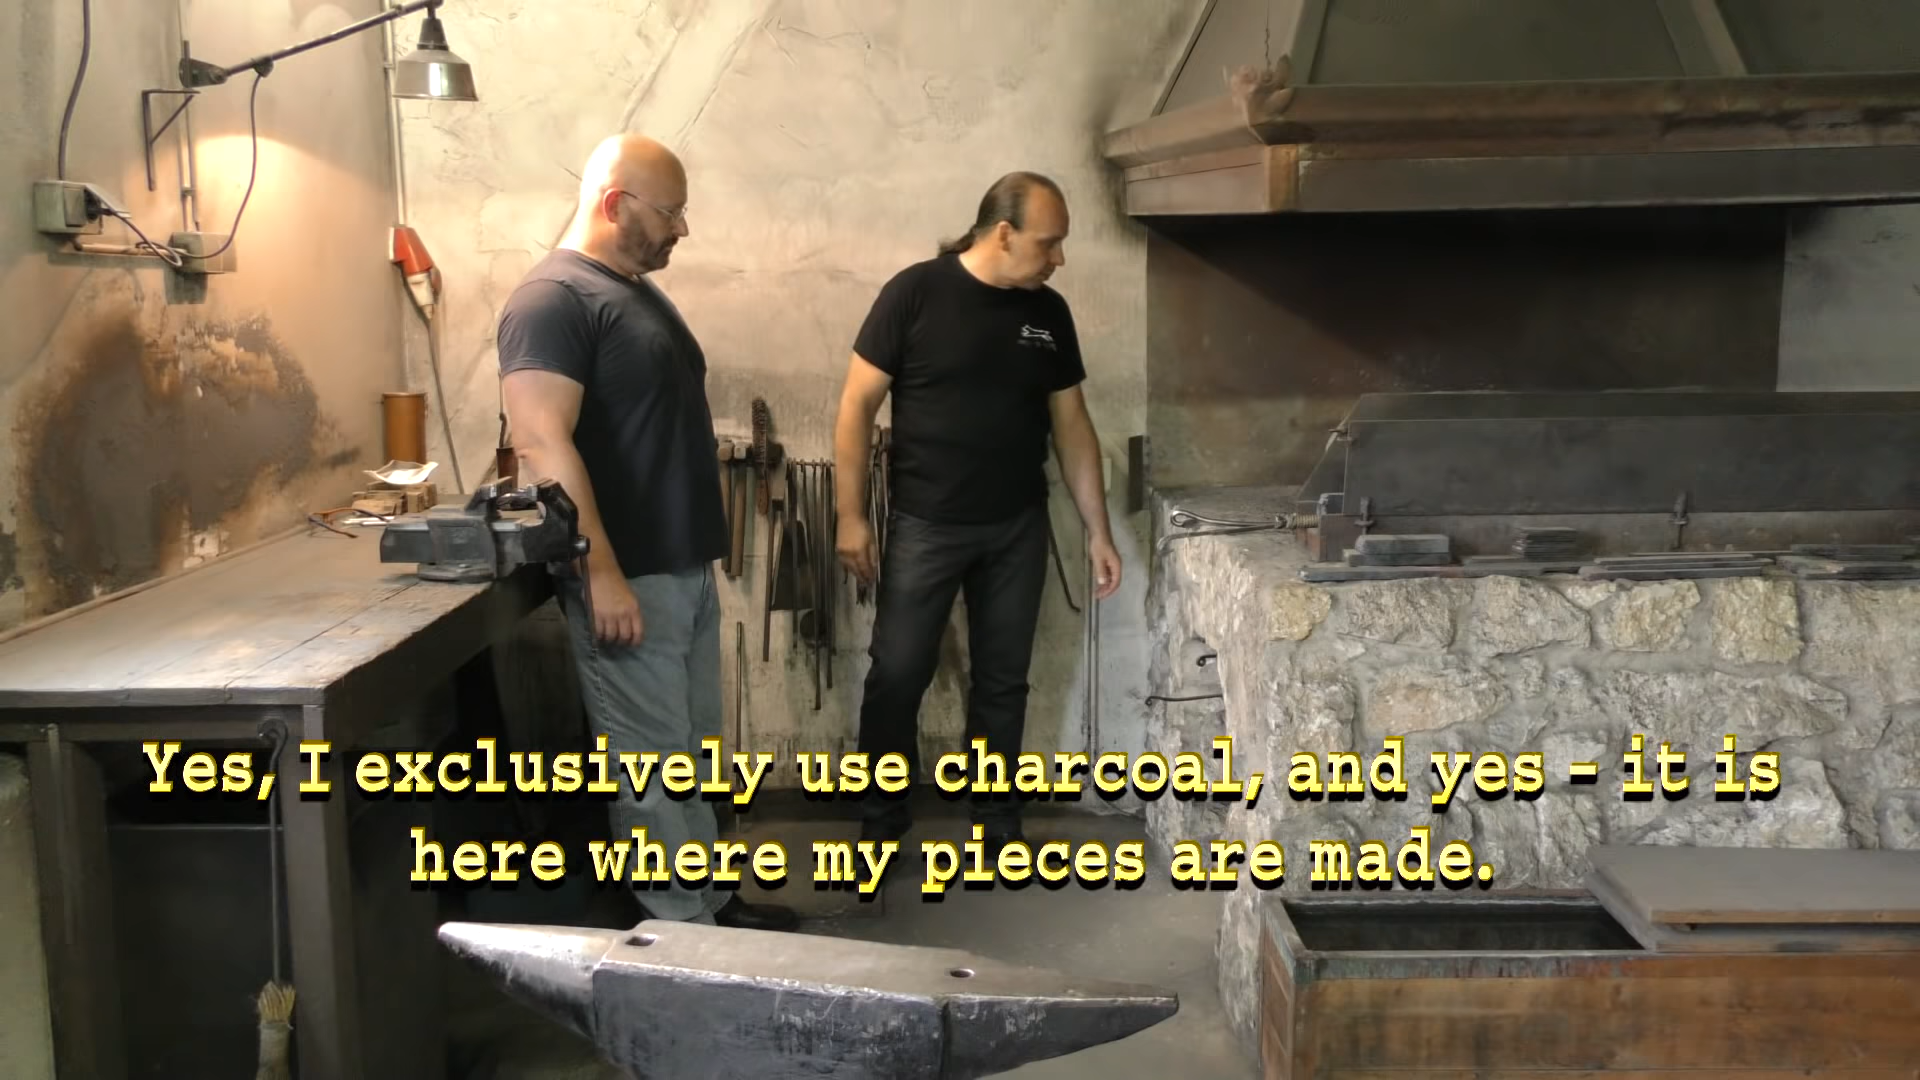 Yes, I exclusively use charcoal, and yes - it is
here where my pieces are made.